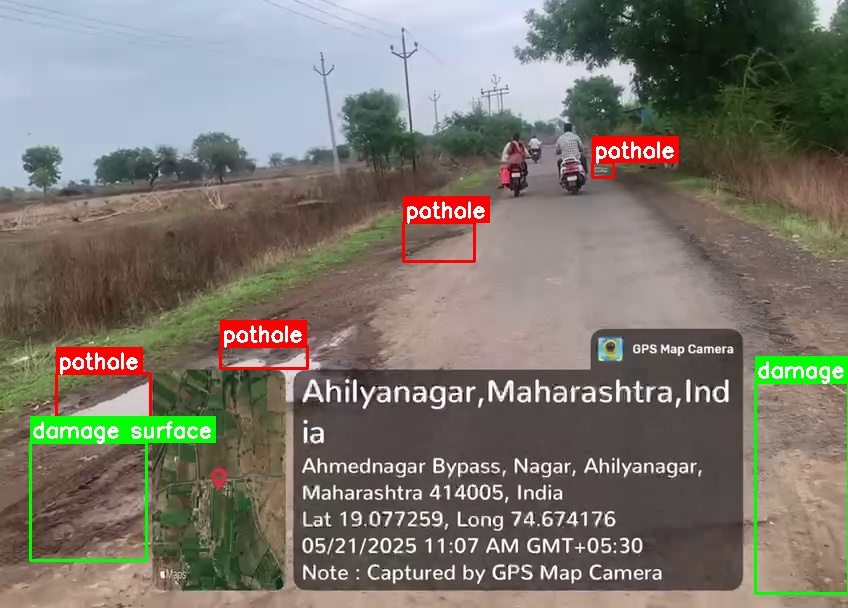 pothole
pothole
pothole
pothole
damage surface
damage
GPS Map Camera
Ahilyanagar,Maharashtra,Ind
ia
Ahmednagar Bypass, Nagar, Ahilyanagar,
Maharashtra 414005, India
Lat 19.077259, Long 74.674176
05/21/2025 11:07 AM GMT+05:30
Note : Captured by GPS Map Camera
Maps